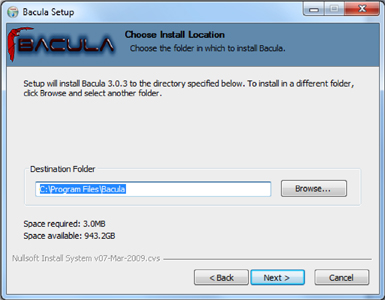 Bacula Setup
BACULA
Choose Install Location
Choose the folder in which to install Bacula.
Setup will install Bacula 3.0.3 to the directory specified below. To install in a different folder,
click Browse and select another folder.
Destination Folder
C:\Program Files\Bacula
Browse...
Space required: 3.0MB
Space available: 943.2GB
Nullsoft Install System v07-Mar-2009.cvs
< Back
Next >
Cancel